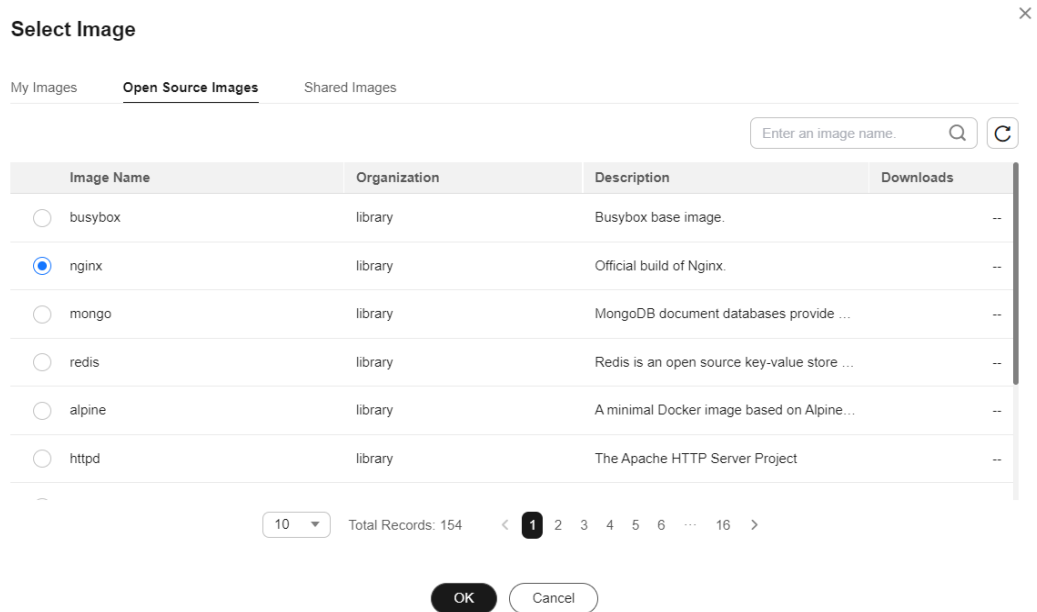 Select Image
My Images Open Source Images Shared Images
Enter an image name.
Image Name Organization Description Downloads
busybox library Busybox base image. --
nginx library Official build of Nginx. --
mongo library MongoDB document databases provide ... --
redis library Redis is an open source key-value store ... --
alpine library A minimal Docker image based on Alpine... --
httpd library The Apache HTTP Server Project --
10 Total Records: 154 < 1 2 3 4 5 6 ... 16 >
OK Cancel